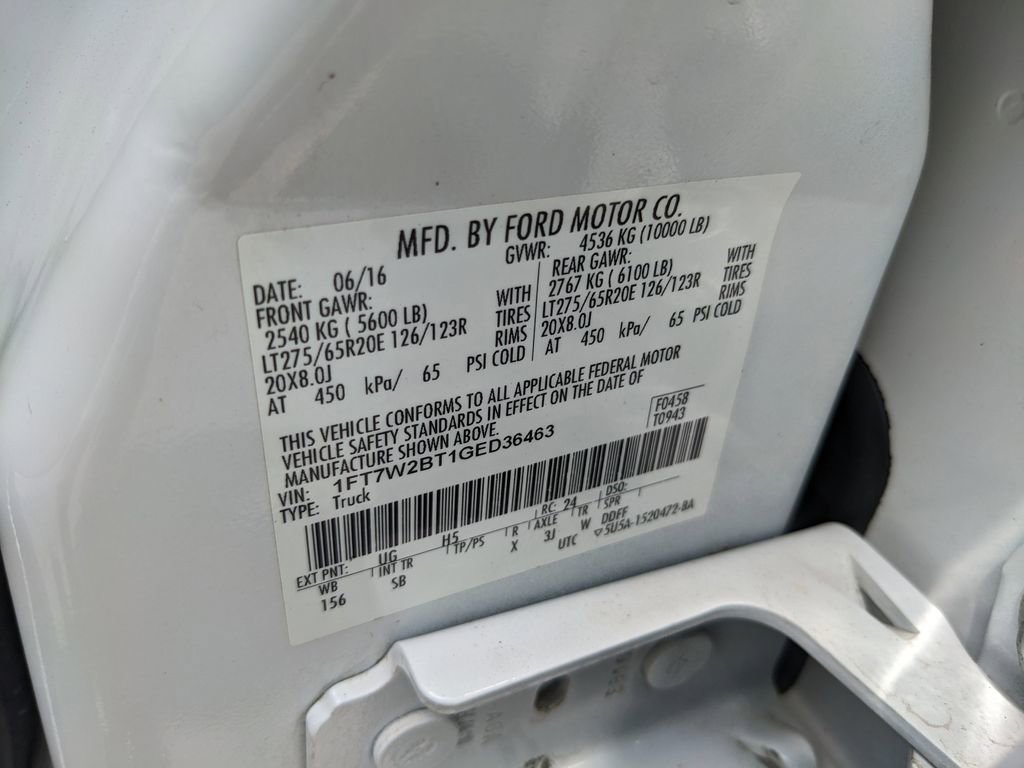 MFD. BY FORD MOTOR CO.
DATE: 06/16 GVWR: 4536 KG (10000 LB)
FRONT GAWR:
2540 KG ( 5600 LB) WITH
LT275/65R20E 126/123R TIRES
20X8.0J RIMS
AT 450 kPa/ 65 PSI COLD
REAR GAWR:
2767 KG ( 6100 LB) WITH
LT275/65R20E 126/123R TIRES
20X8.0J RIMS
AT 450 kPa/ 65 PSI COLD
THIS VEHICLE CONFORMS TO ALL APPLICABLE FEDERAL MOTOR
VEHICLE SAFETY STANDARDS IN EFFECT ON THE DATE OF
MANUFACTURE SHOWN ABOVE.
F0458
T0943
VIN: 1FT7W2BT1GED36463
TYPE: Truck
EXT PNT: UG H5 RC: 24 DSO:
WB INT TR TP/PS R AXLE TR SPR
156 SB X 3J W DDFF
UTC ▽5U5A-1520472-BA